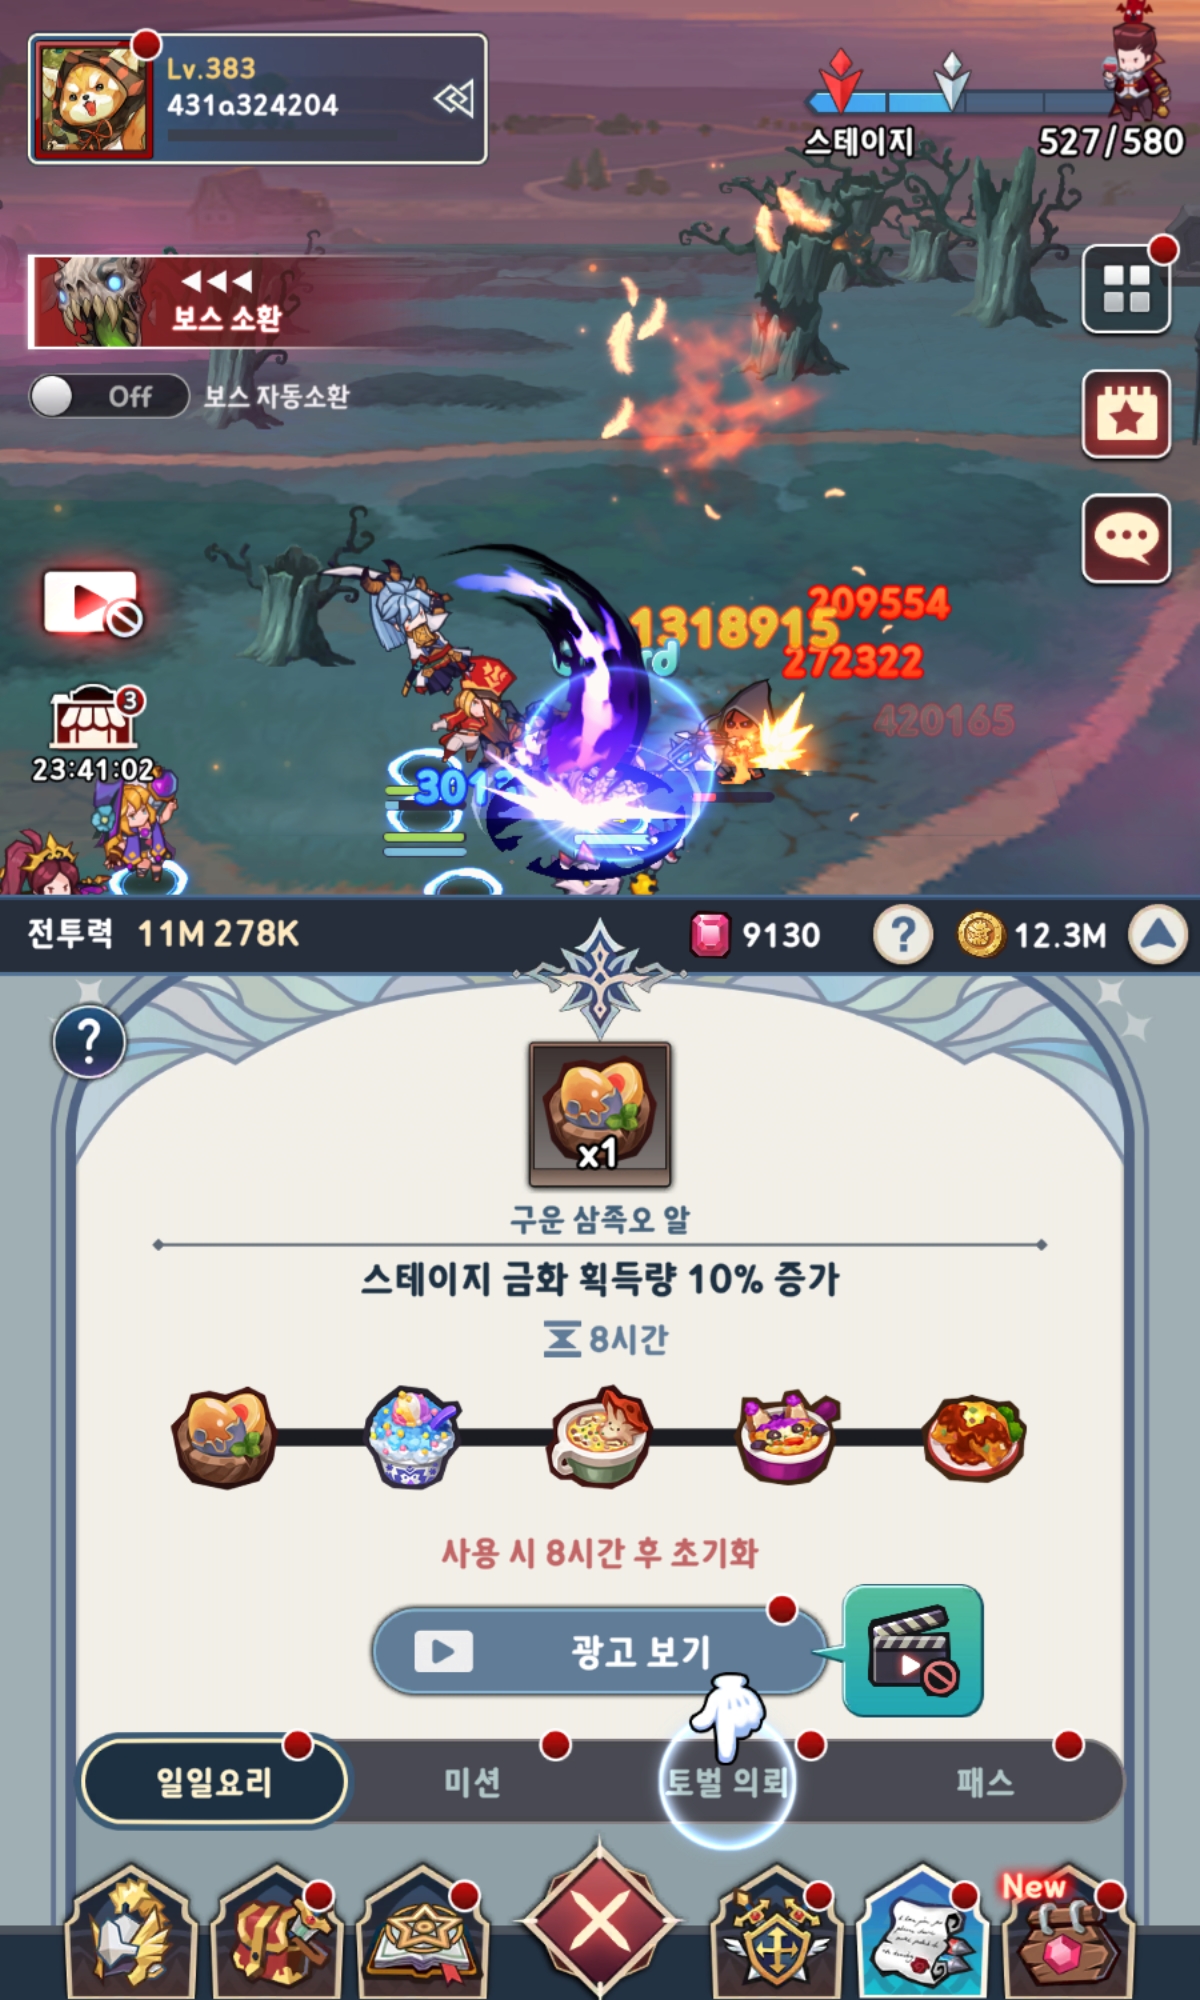 Lv.383
431a324204
스테이지
527/580
보스 소환
Off
보스 자동소환
209554
1318915
272322
420165
3
23:41:02
전투력 11M 278K
9130
?
12.3M
?
x1
구운 삼족오 알
스테이지 금화 획득량 10% 증가
8시간
사용 시 8시간 후 초기화
광고 보기
일일요리
미션
토벌 의뢰
패스
New